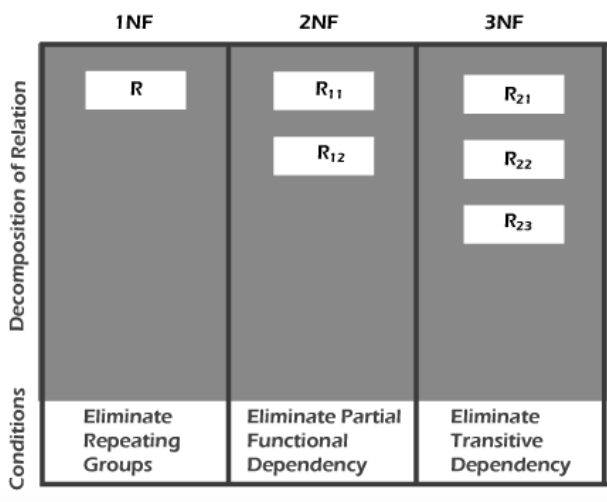 1NF 2NF 3NF
Decomposition of Relation
R R₁₁ R₂₁
R₁₂ R₂₂
R₂₃
Conditions
Eliminate
Repeating
Groups
Eliminate Partial
Functional
Dependency
Eliminate
Transitive
Dependency